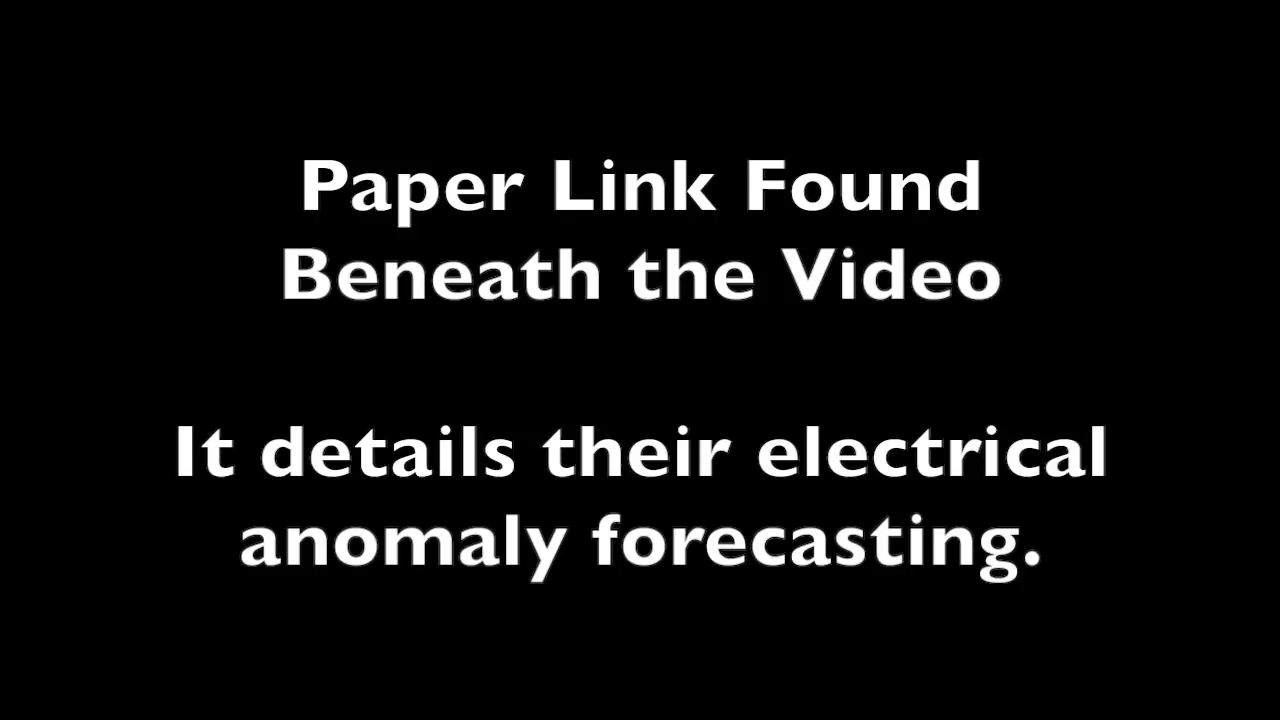 Paper Link Found
Beneath the Video
It details their electrical
anomaly forecasting.